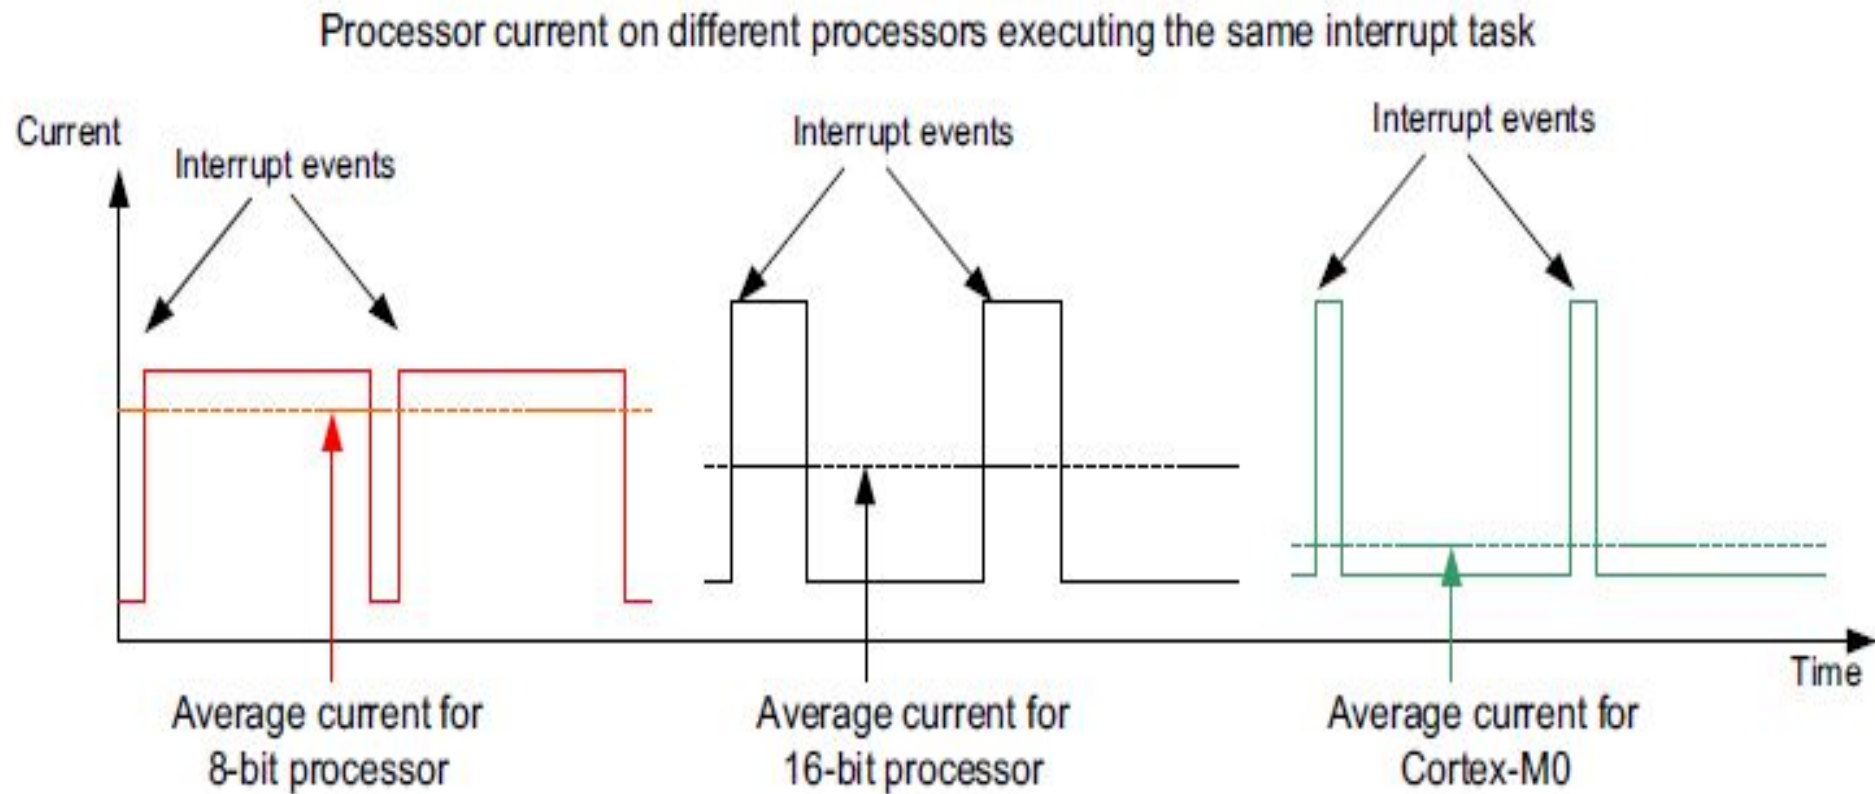 Processor current on different processors executing the same interrupt task
Current
Interrupt events
Interrupt events
Interrupt events
Time
Average current for
8-bit processor
Average current for
16-bit processor
Average current for
Cortex-M0